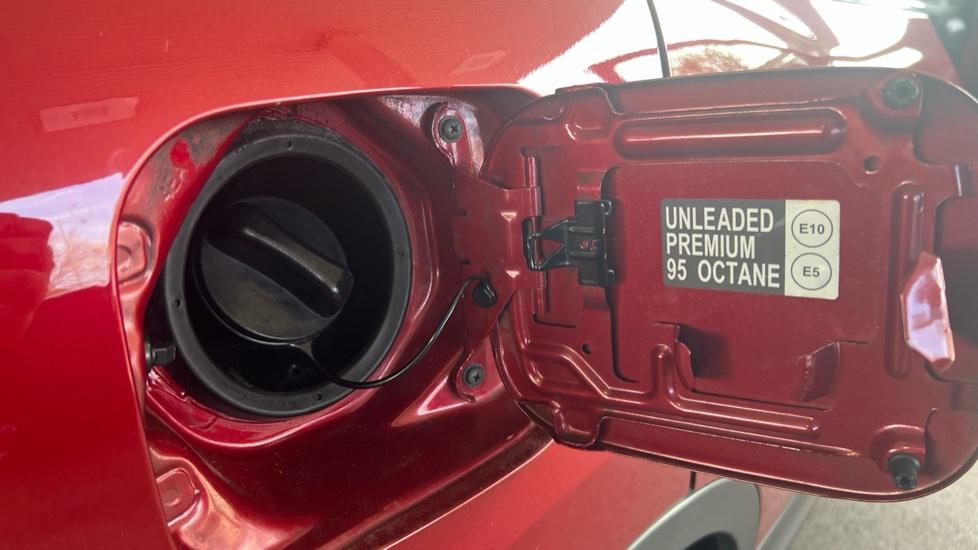 UNLEADED
PREMIUM
95 OCTANE
E10
E5